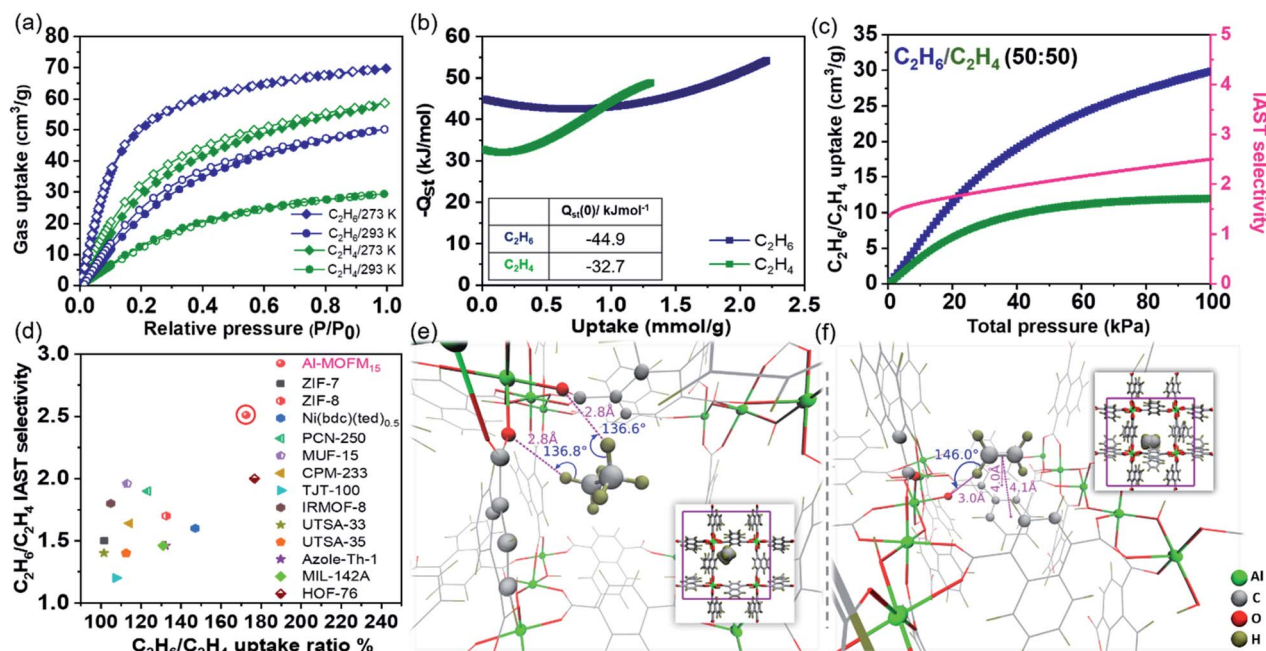 (a)
Gas uptake (cm³/g)
80
70
60
50
40
30
20
10
0
C₂H₆/273 K
C₂H₆/293 K
C₂H₄/273 K
C₂H₄/293 K
0.0 0.2 0.4 0.6 0.8 1.0
Relative pressure (P/P₀)
(b)
-Qst (kJ/mol)
60
50
40
30
20
10
0
Qst(0)/ kJmol⁻¹
C₂H₆ -44.9
C₂H₄ -32.7
C₂H₆
C₂H₄
0.0 0.5 1.0 1.5 2.0 2.5
Uptake (mmol/g)
(c)
C₂H₆/C₂H₄ uptake (cm³/g)
35
30
25
20
15
10
5
0
C₂H₆/C₂H₄ (50:50)
5
4
3
2
1
0
IAST selectivity
0 20 40 60 80 100
Total pressure (kPa)
(d)
C₂H₆/C₂H₄ IAST selectivity
3.0
2.5
2.0
1.5
1.0
Al-MOFM₁₅
ZIF-7
ZIF-8
Ni(bdc)(ted)₀.₅
PCN-250
MUF-15
CPM-233
TJT-100
IRMOF-8
UTSA-33
UTSA-35
Azole-Th-1
MIL-142A
HOF-76
100 120 140 160 180 200 220 240
C₂H₆/C₂H₄ uptake ratio %
(e)
2.8Å
136.6°
2.8Å
136.8°
(f)
146.0°
3.0Å
4.0Å
4.1Å
Al
C
O
H